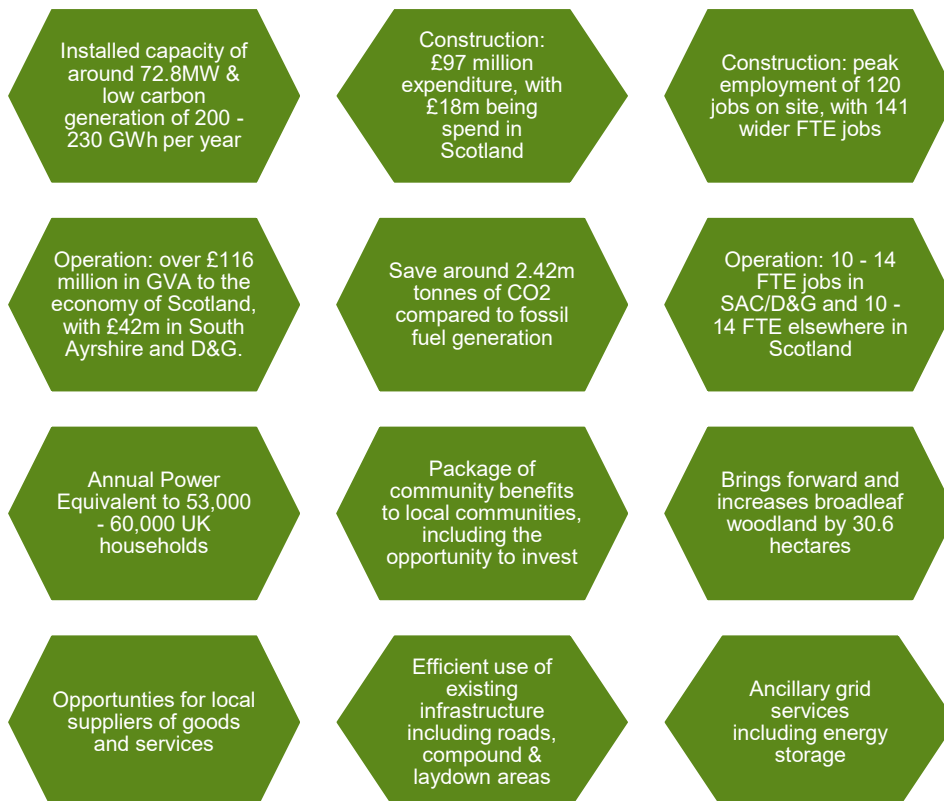 Installed capacity of
around 72.8MW &
low carbon
generation of 200 -
230 GWh per year
Construction:
£97 million
expenditure, with
£18m being
spend in
Scotland
Construction: peak
employment of 120
jobs on site, with 141
wider FTE jobs
Operation: over £116
million in GVA to the
economy of Scotland,
with £42m in South
Ayrshire and D&G.
Save around 2.42m
tonnes of CO2
compared to fossil
fuel generation
Operation: 10 - 14
FTE jobs in
SAC/D&G and 10 -
14 FTE elsewhere in
Scotland
Annual Power
Equivalent to 53,000
- 60,000 UK
households
Package of
community benefits
to local communities,
including the
opportunity to invest
Brings forward and
increases broadleaf
woodland by 30.6
hectares
Opportunties for local
suppliers of goods
and services
Efficient use of
existing
infrastructure
including roads,
compound &
laydown areas
Ancillary grid
services
including energy
storage